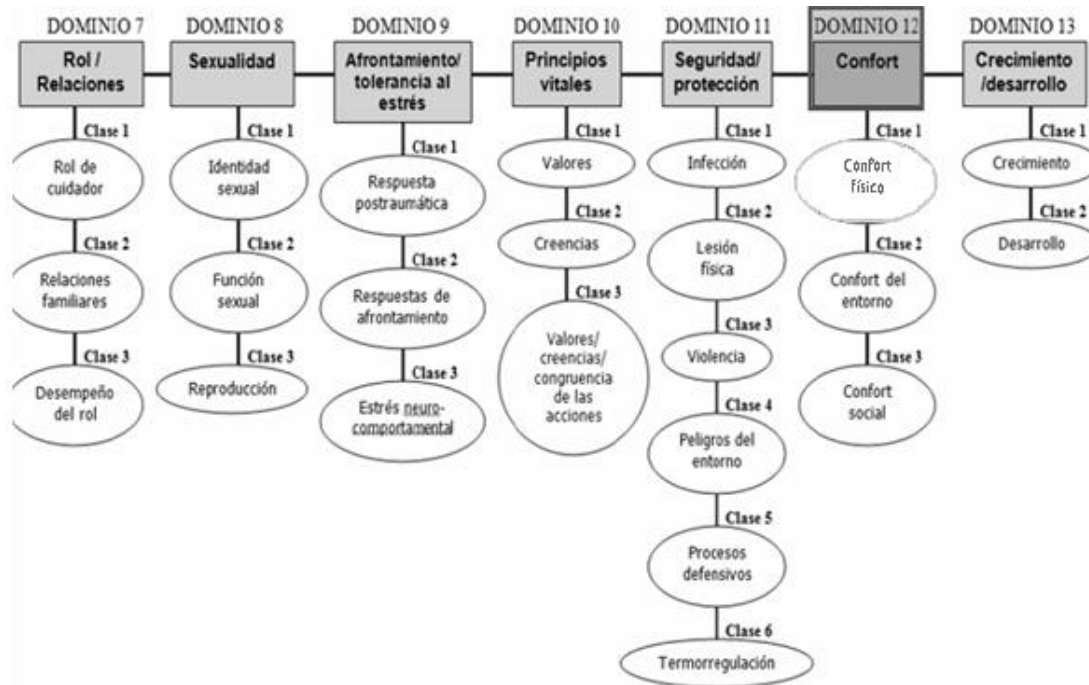 DOMINIO 7
Rol /
Relaciones
Clase 1
Rol de
cuidador
Clase 2
Relaciones
familiares
Clase 3
Desempeño
del rol
DOMINIO 8
Sexualidad
Clase 1
Identidad
sexual
Clase 2
Función
sexual
Clase 3
Reproducción
DOMINIO 9
Afrontamiento/
tolerancia al
estrés
Clase 1
Respuesta
postraumática
Clase 2
Respuestas de
afrontamiento
Clase 3
Estrés neuro-
comportamental
DOMINIO 10
Principios
vitales
Clase 1
Valores
Clase 2
Creencias
Clase 3
Valores/
creencias/
congruencia
de las
acciones
DOMINIO 11
Seguridad/
protección
Clase 1
Infección
Clase 2
Lesión
física
Clase 3
Violencia
Clase 4
Peligros del
entorno
Clase 5
Procesos
defensivos
Clase 6
Termorregulación
DOMINIO 12
Confort
Clase 1
Confort
físico
Clase 2
Confort del
entorno
Clase 3
Confort
social
DOMINIO 13
Crecimiento
/desarrollo
Clase 1
Crecimiento
Clase 2
Desarrollo